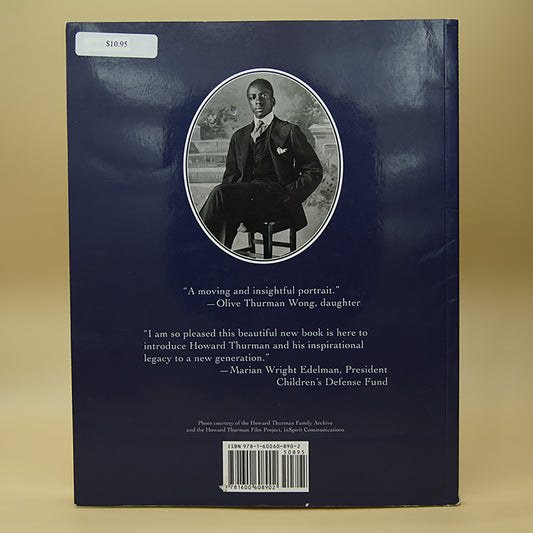 $10.95
"A moving and insightful portrait."
—Olive Thurman Wong, daughter
"I am so pleased this beautiful new book is here to
introduce Howard Thurman and his inspirational
legacy to a new generation."
—Marian Wright Edelman, President
Children's Defense Fund
Photo courtesy of the Howard Thurman Family Archive
and the Howard Thurman Film Project, InSpirit Communications
ISBN 978-1-60060-890-2
50895
9 781600 608902